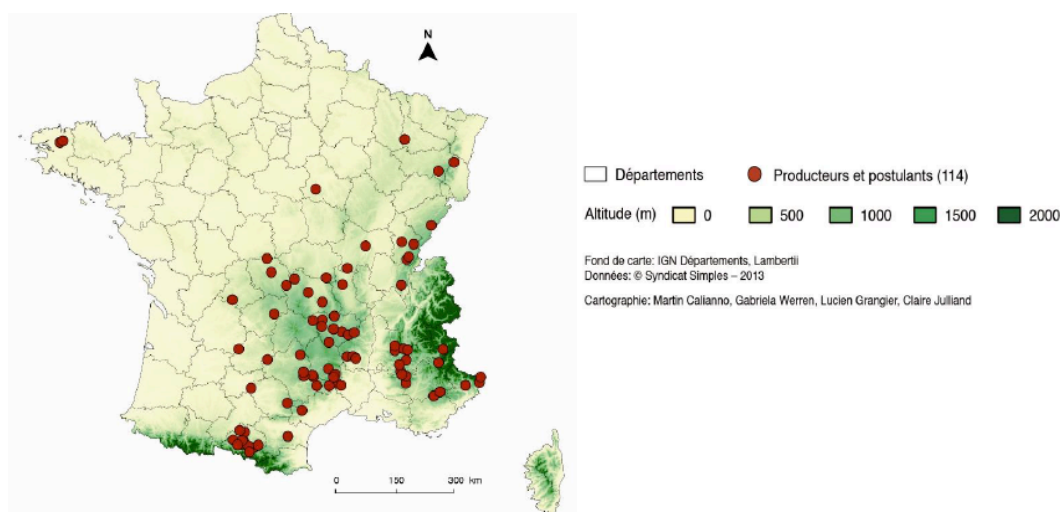 N
Départements
Producteurs et postulants (114)
Altitude (m) 0 500 1000 1500 2000
Fond de carte: IGN Départements, Lambertii
Données: © Syndicat Simples – 2013
Cartographie: Martin Calianno, Gabriela Werren, Lucien Grangier, Claire Julliand
0 150 300 km